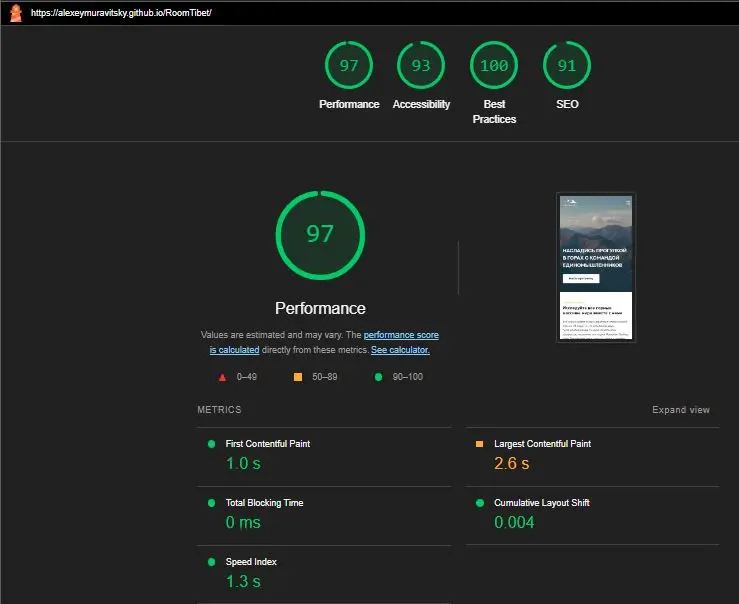 https://alexeymuravitsky.github.io/RoomTibet/
97
93
100
91
Performance
Accessibility
Best
Practices
SEO
97
Performance
Values are estimated and may vary. The performance score
is calculated directly from these metrics. See calculator.
0–49
50–89
90–100
НАСЛАДИСЬ ПРОГУЛКОЙ
В ГОРАХ С КОМАНДОЙ
ЕДИНОМЫШЛЕННИКОВ
METRICS
Expand view
First Contentful Paint
1.0 s
Largest Contentful Paint
2.6 s
Total Blocking Time
0 ms
Cumulative Layout Shift
0.004
Speed Index
1.3 s